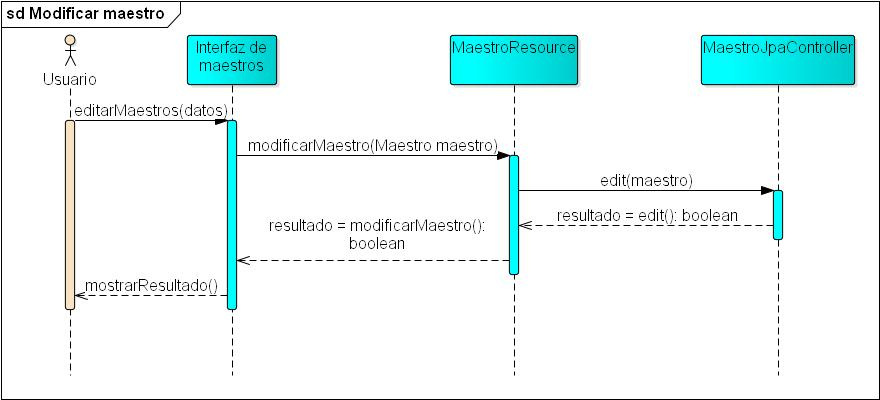 sd Modificar maestro
Usuario
Interfaz de
maestros
MaestroResource
MaestroJpaController
editarMaestros(datos)
modificarMaestro(Maestro maestro)
edit(maestro)
resultado = edit(): boolean
resultado = modificarMaestro():
boolean
mostrarResultado()